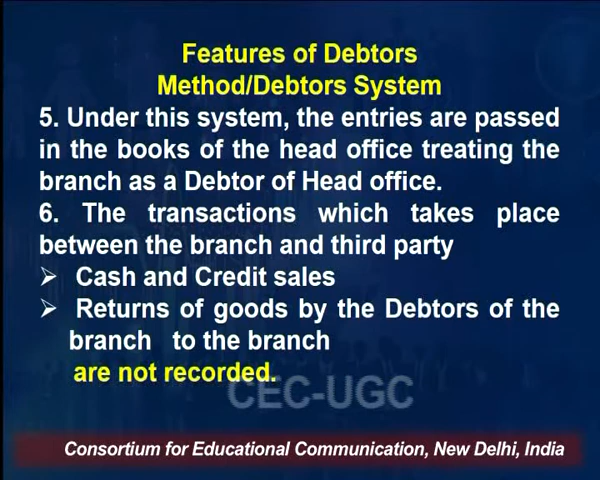 Features of Debtors
Method/Debtors System
5. Under this system, the entries are passed
in the books of the head office treating the
branch as a Debtor of Head office.
6. The transactions which takes place
between the branch and third party
➢ Cash and Credit sales
➢ Returns of goods by the Debtors of the
branch to the branch
are not recorded.
CEC-UGC
Consortium for Educational Communication, New Delhi, India